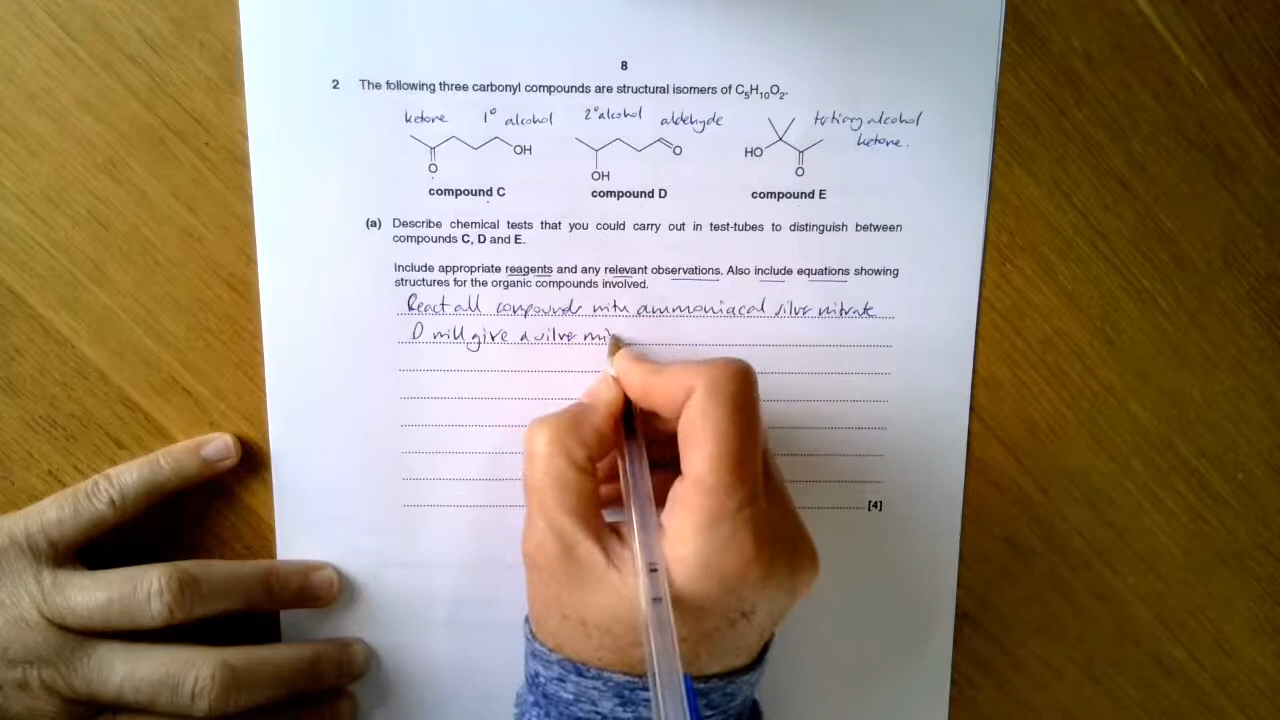 8
2 The following three carbonyl compounds are structural isomers of C5H10O2.
ketone 1° alcohol 2° alcohol aldehyde tertiary alcohol
ketone.
OH O HO
O OH O
compound C compound D compound E
(a) Describe chemical tests that you could carry out in test-tubes to distinguish between
compounds C, D and E.
Include appropriate reagents and any relevant observations. Also include equations showing
structures for the organic compounds involved.
React all compounds with ammoniacal silver nitrate
D will give a silver mi
[4]